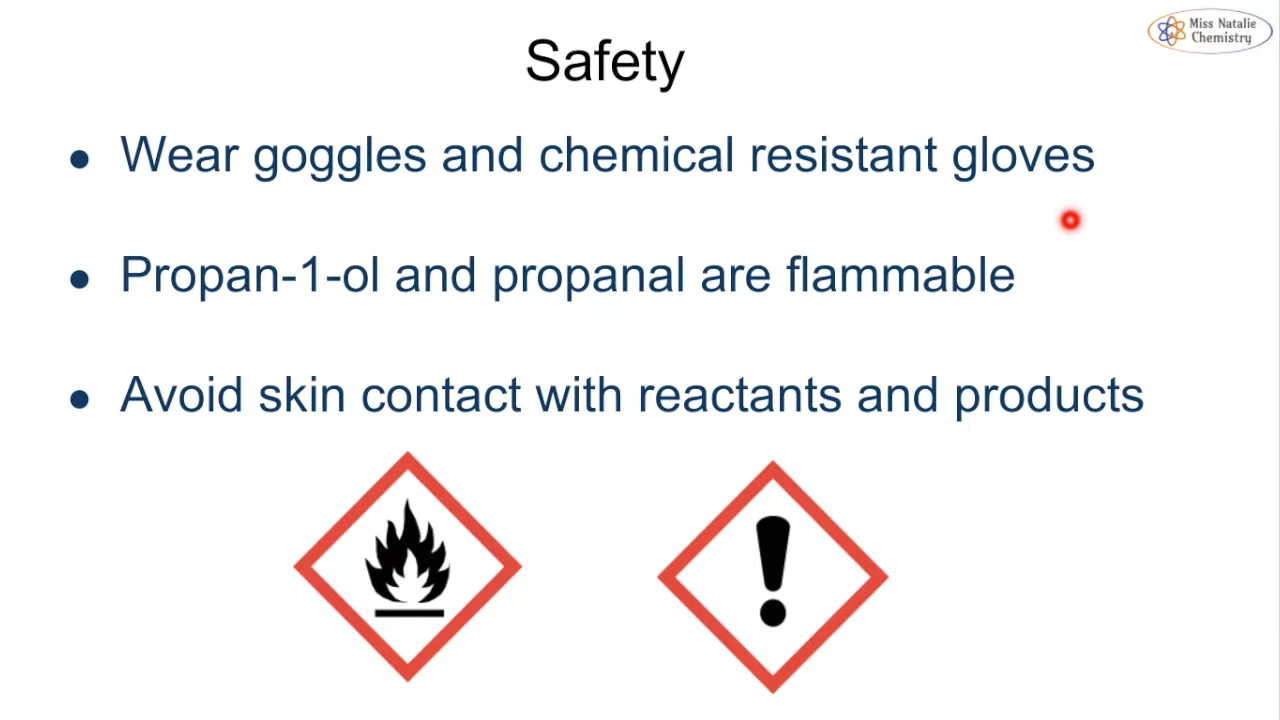 Miss Natalie
Chemistry
Safety
● Wear goggles and chemical resistant gloves
● Propan-1-ol and propanal are flammable
● Avoid skin contact with reactants and products
!